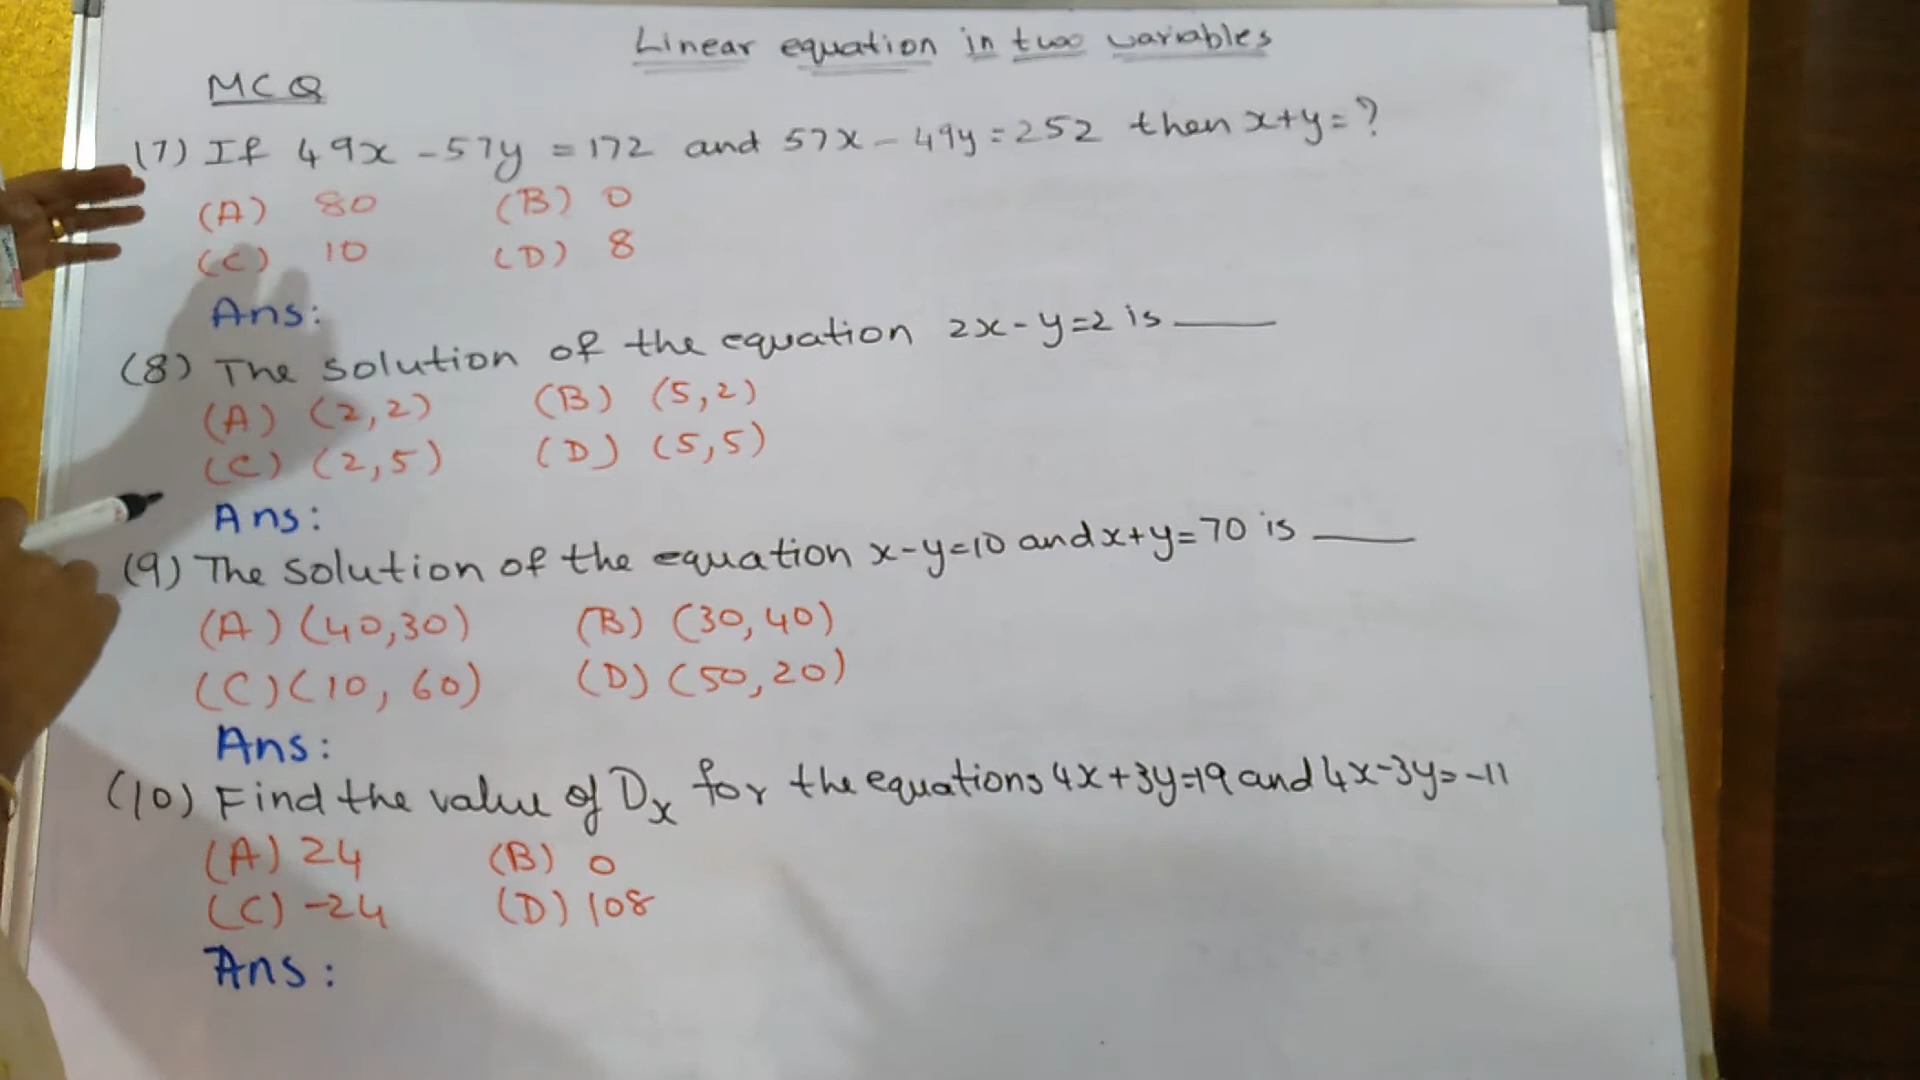 Linear equation in two variables
MCQ
(7) If 49x - 57y = 172 and 57x - 49y = 252 then x+y = ?
(A) 80 (B) 0
(C) 10 (D) 8
Ans:
(8) The solution of the equation 2x - y = 2 is ____
(A) (2,2) (B) (5,2)
(C) (2,5) (D) (5,5)
Ans:
(9) The solution of the equation x - y = 10 and x + y = 70 is ____
(A) (40,30) (B) (30,40)
(C) (10, 60) (D) (50,20)
Ans:
(10) Find the value of Dx for the equations 4x + 3y = 19 and 4x - 3y = -11
(A) 24 (B) 0
(C) -24 (D) 108
Ans: